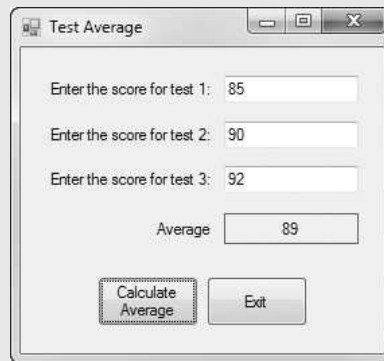 Test Average
Enter the score for test 1: 85
Enter the score for test 2: 90
Enter the score for test 3: 92
Average 89
Calculate
Average
Exit